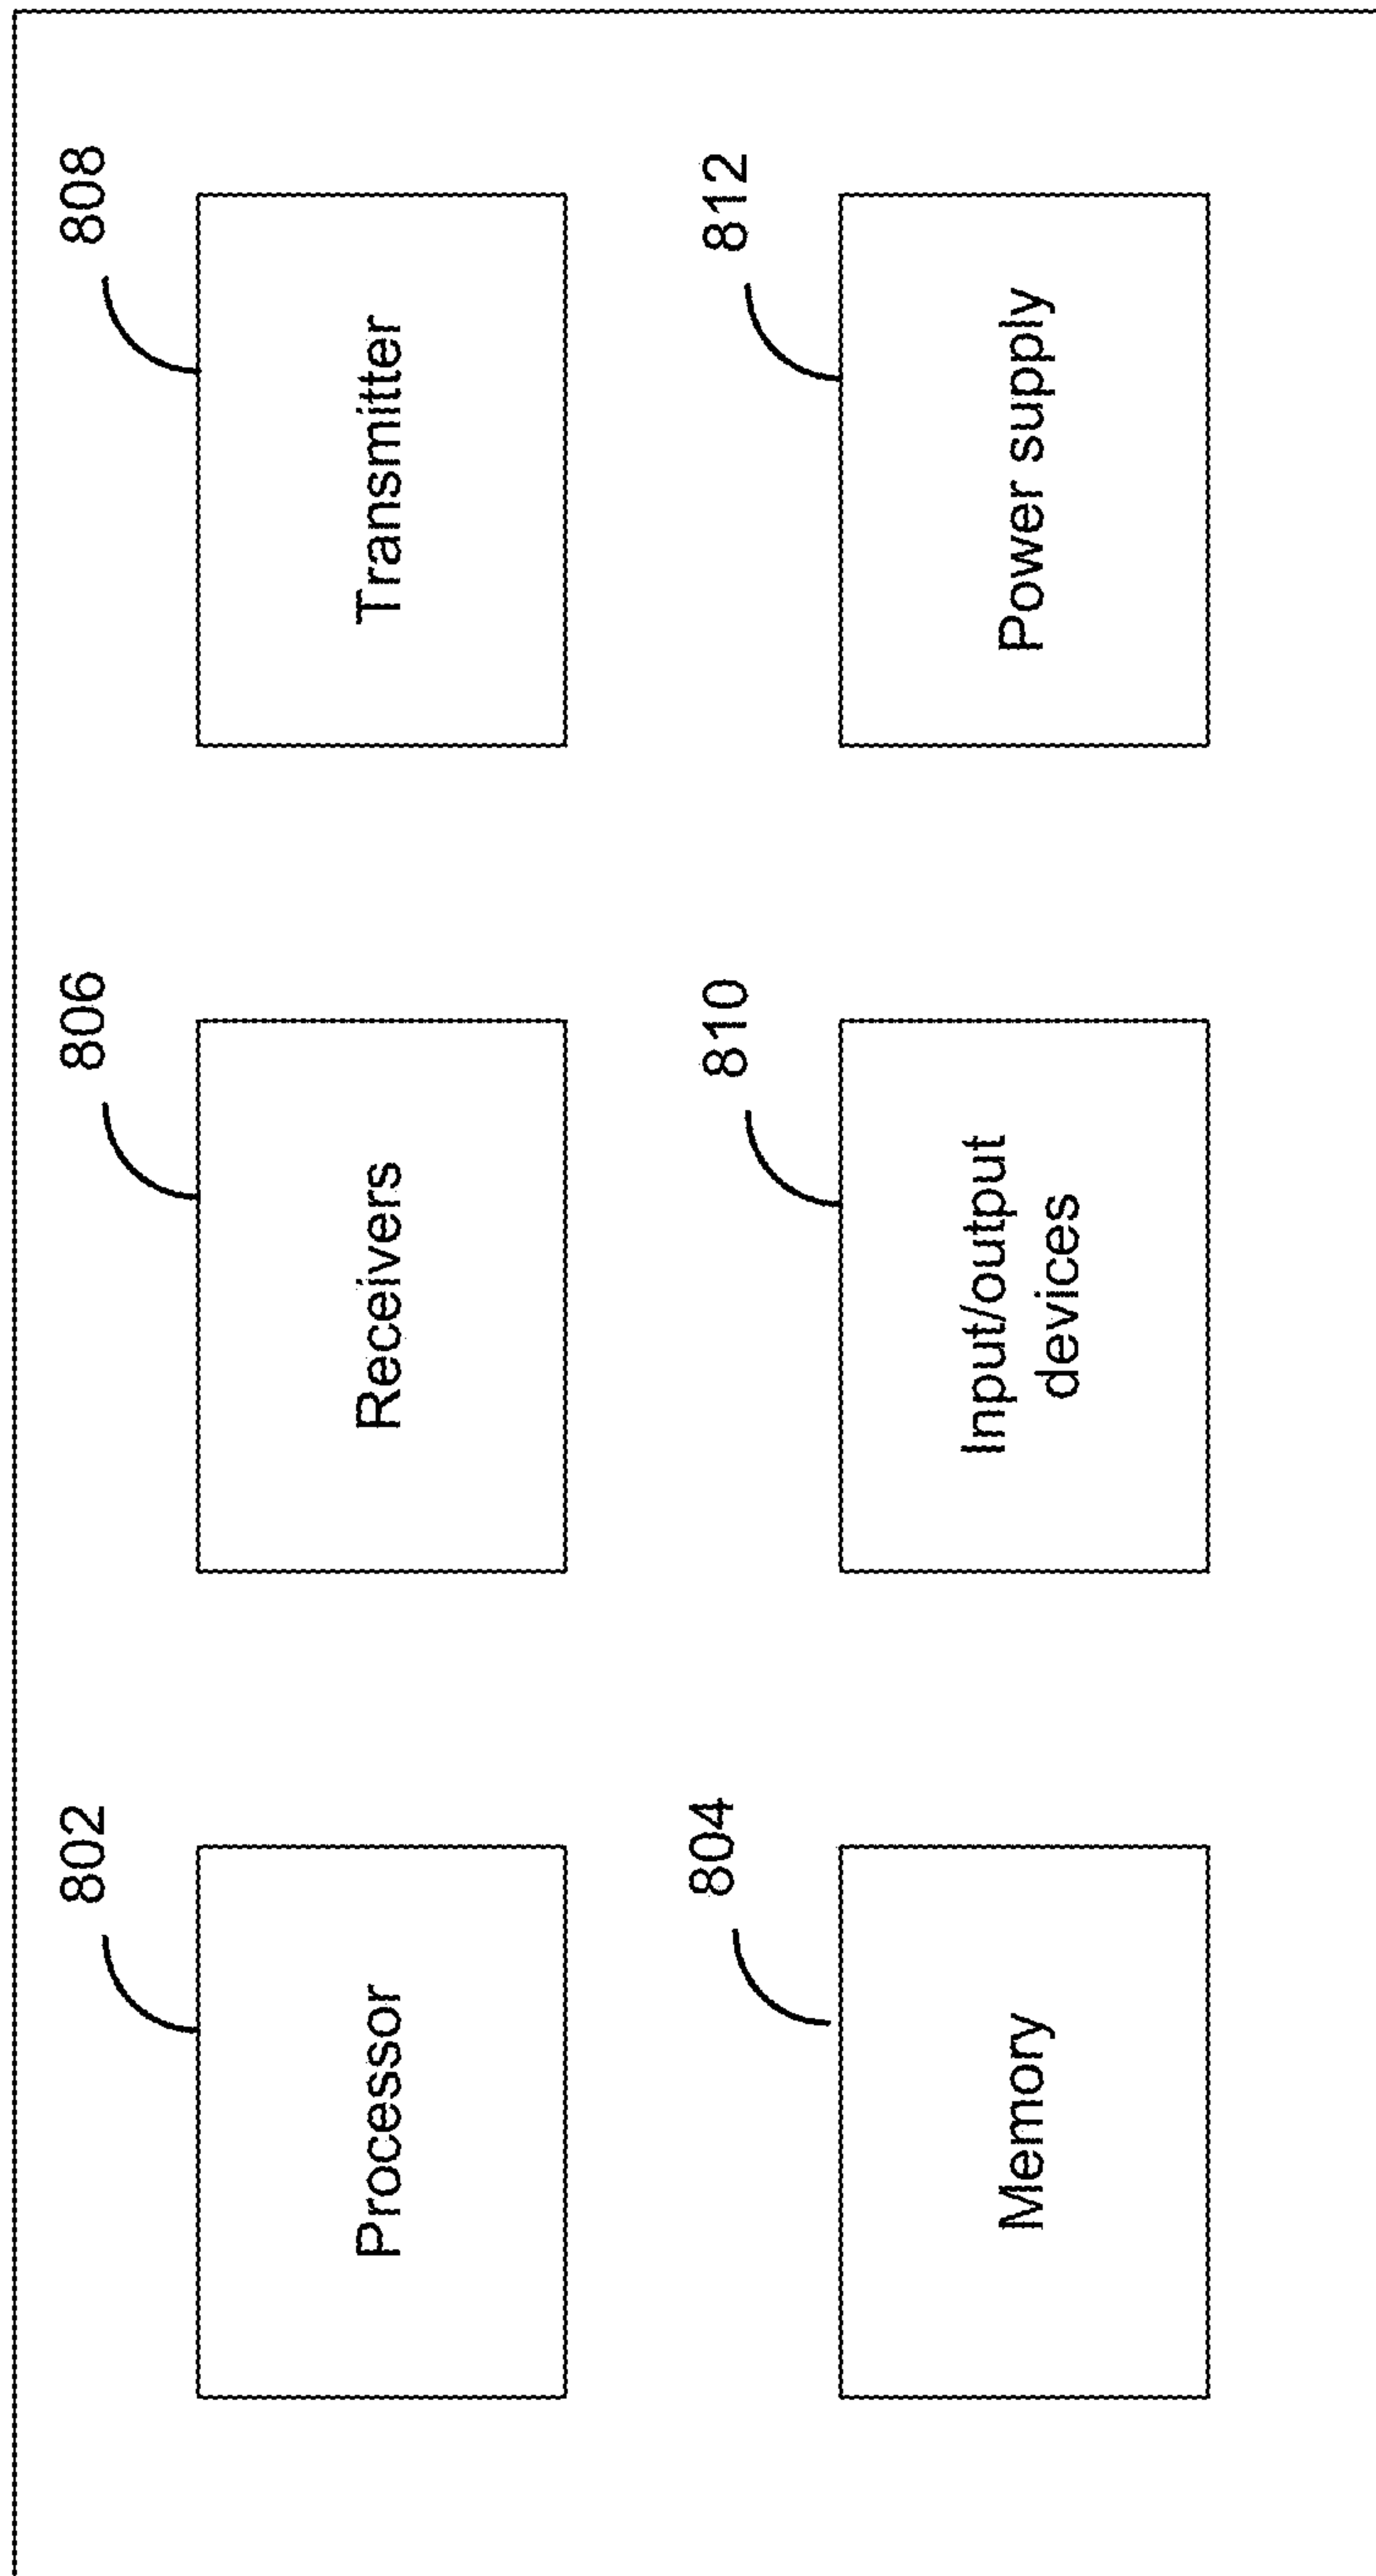 802
Processor
806
Receivers
808
Transmitter
804
Memory
810
Input/output
devices
812
Power supply